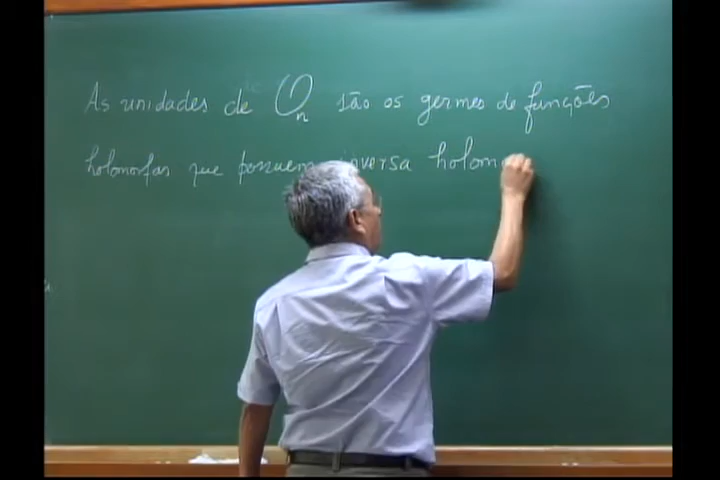 As unidades de O_n são os germes de funções
holomorfas que possuem inversa holom